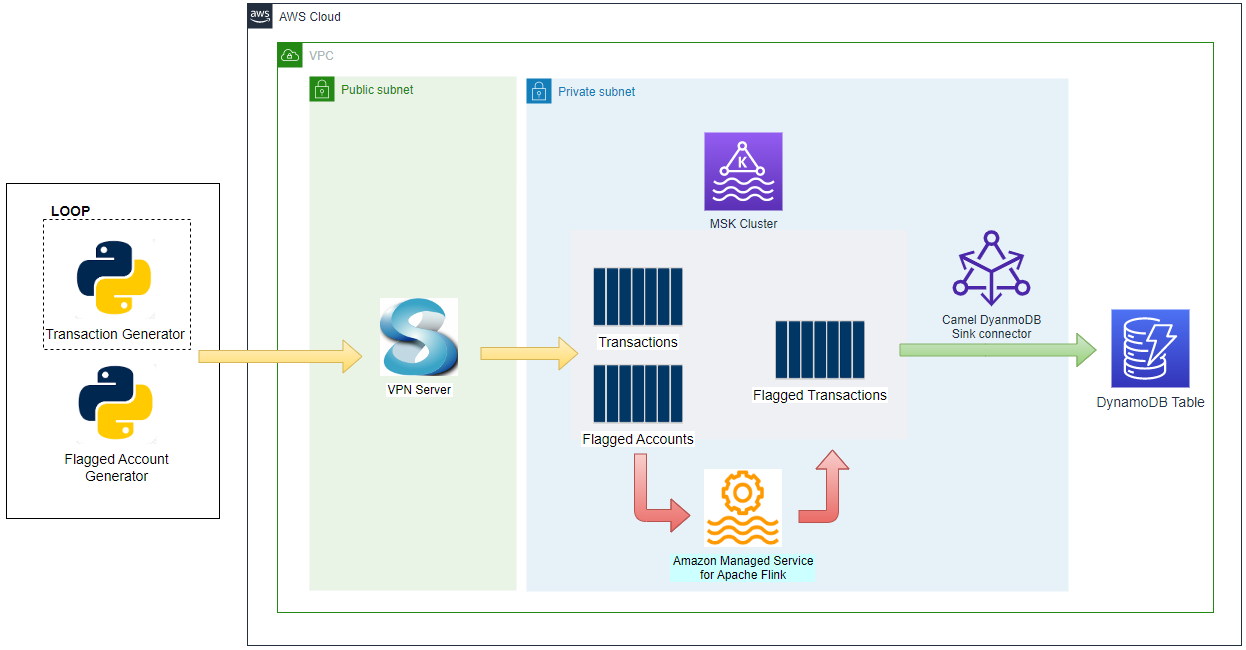 aws
AWS Cloud
VPC
Public subnet
Private subnet
K
MSK Cluster
LOOP
Transaction Generator
Flagged Account
Generator
VPN Server
Transactions
Flagged Accounts
Flagged Transactions
Camel DyanmoDB
Sink connector
DynamoDB Table
Amazon Managed Service
for Apache Flink